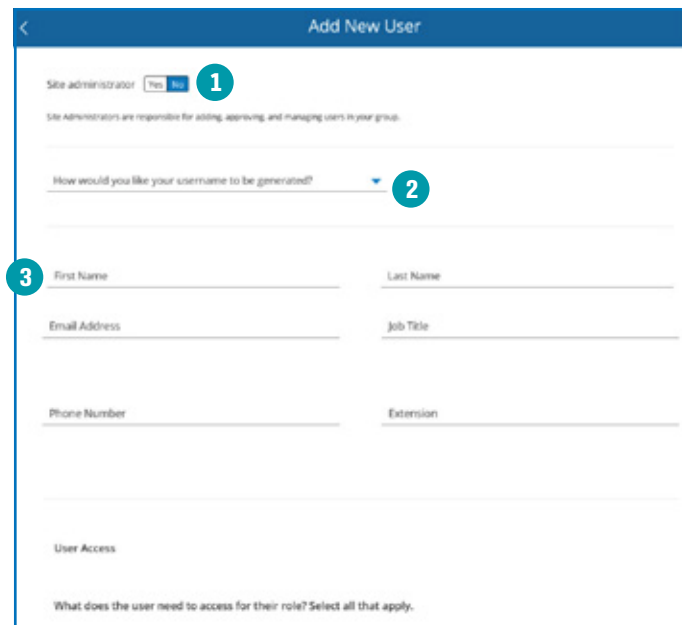 Add New User
Site administrator Yes No 1
Site Administrators are responsible for adding, approving, and managing users in your group.
How would you like your username to be generated? 2
3 First Name Last Name
Email Address Job Title
Phone Number Extension
User Access
What does the user need to access for their role? Select all that apply.